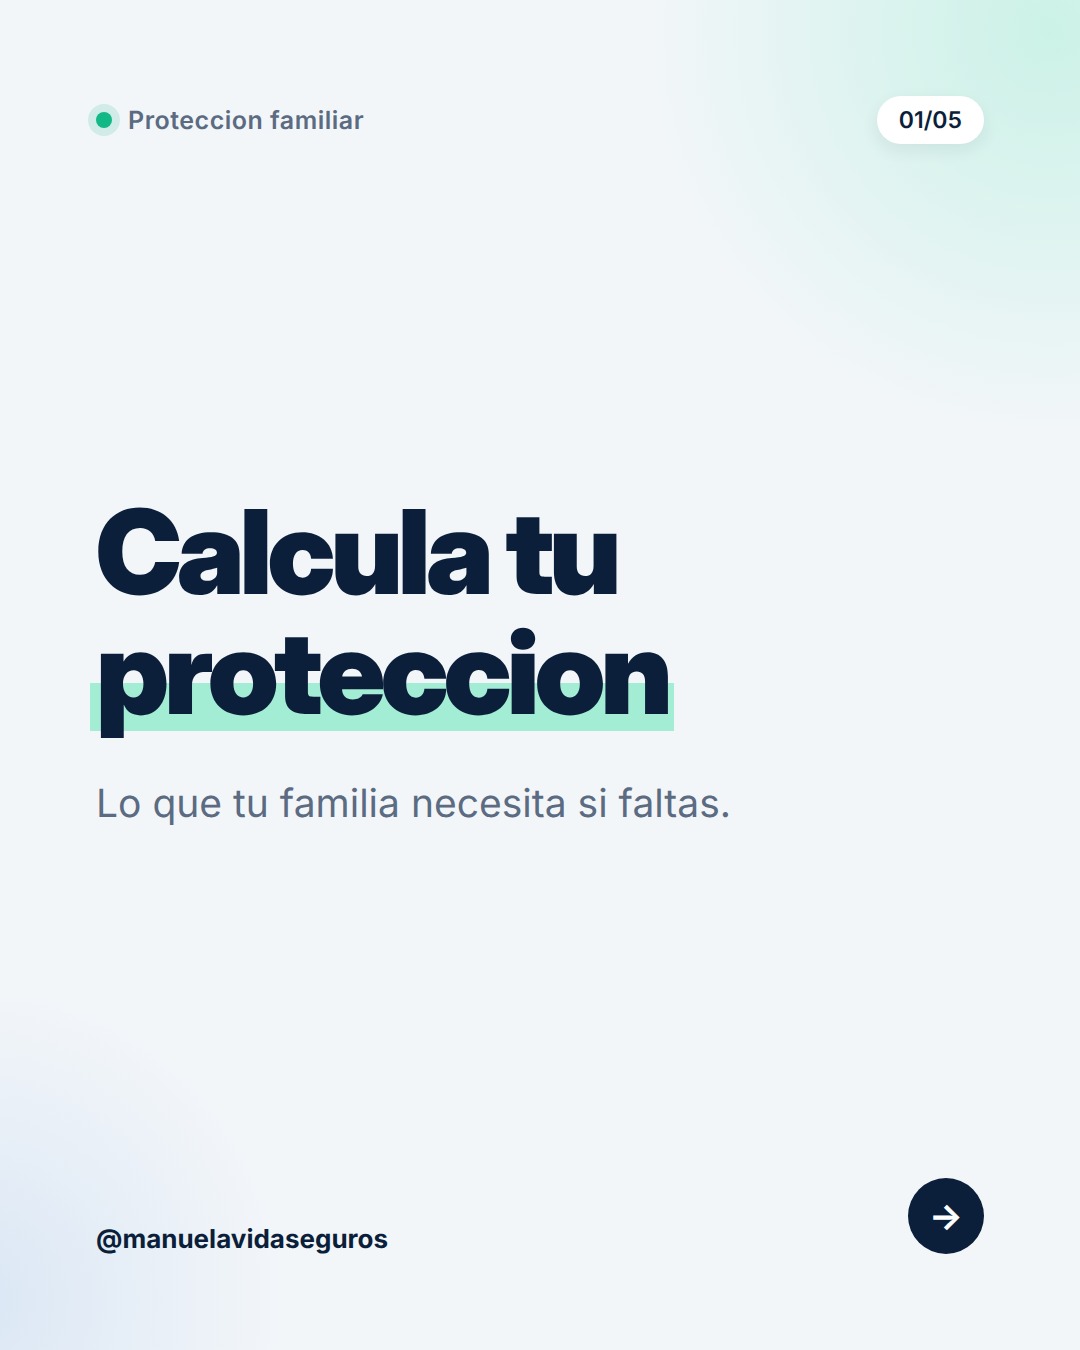 Proteccion familiar
01/05
Calcula tu
proteccion
Lo que tu familia necesita si faltas.
@manuelavidaseguros
→